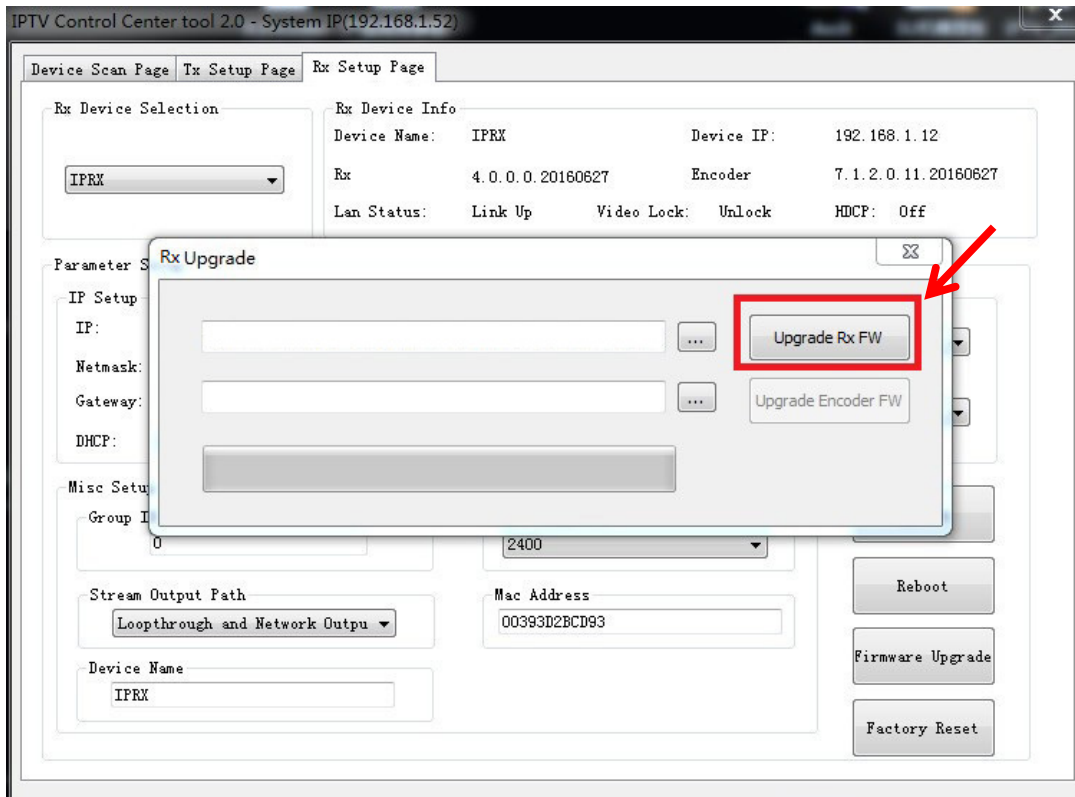 IPTV Control Center tool 2.0 - System IP(192.168.1.52)
Device Scan Page Tx Setup Page Rx Setup Page
Rx Device Selection
IPRX
Rx Device Info
Device Name: IPRX Device IP: 192.168.1.12
Rx 4.0.0.0.20160627 Encoder 7.1.2.0.11.20160627
Lan Status: Link Up Video Lock: Unlock HDCP: Off
Parameter S
IP Setup
IP:
Netmask:
Gateway:
DHCP:
Rx Upgrade
... Upgrade Rx FW
... Upgrade Encoder FW
Misc Setu
Group I
0
2400
Stream Output Path
Loopthrough and Network Outpu
Mac Address
00393D2BCD93
Device Name
IPRX
Reboot
Firmware Upgrade
Factory Reset